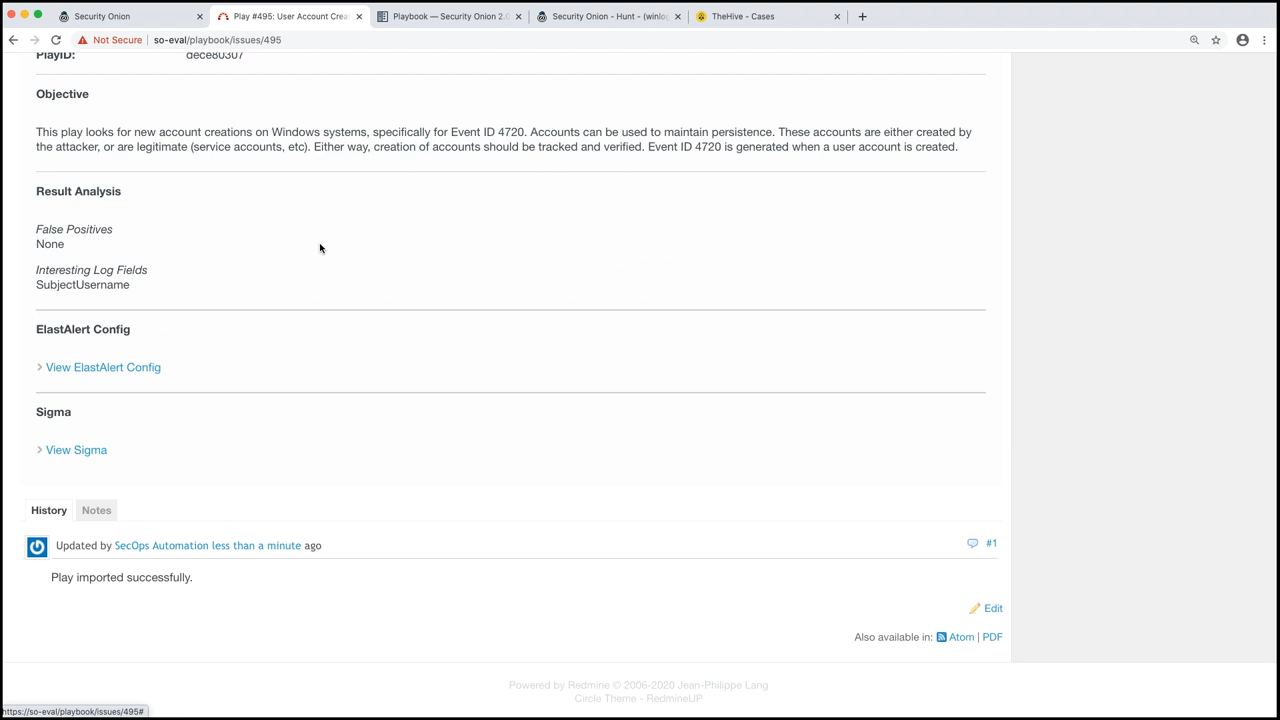 Security Onion
Play #495: User Account Crea
Playbook — Security Onion 2.0
Security Onion - Hunt - (winlog
TheHive - Cases
Not Secure
so-eval/playbook/issues/495
PlayID:
dece80307
Objective
This play looks for new account creations on Windows systems, specifically for Event ID 4720. Accounts can be used to maintain persistence. These accounts are either created by
the attacker, or are legitimate (service accounts, etc). Either way, creation of accounts should be tracked and verified. Event ID 4720 is generated when a user account is created.
Result Analysis
False Positives
None
Interesting Log Fields
SubjectUsername
ElastAlert Config
View ElastAlert Config
Sigma
View Sigma
History
Notes
Updated by SecOps Automation less than a minute ago
#1
Play imported successfully.
Edit
Also available in: Atom | PDF
Powered by Redmine © 2006-2020 Jean-Philippe Lang
Circle Theme - RedmineUP
https://so-eval/playbook/issues/495#